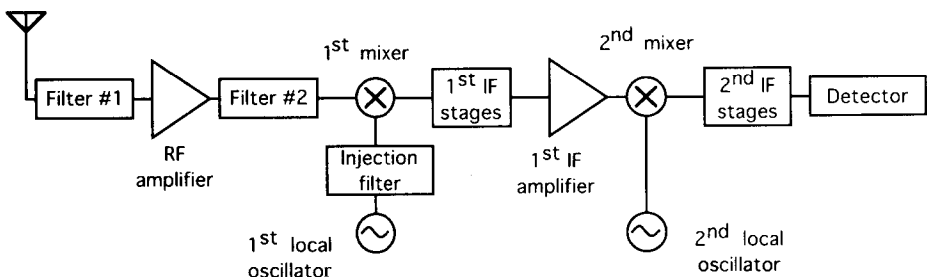 Filter #1
RF
amplifier
Filter #2
1st mixer
Injection
filter
1st local
oscillator
1st IF
stages
1st IF
amplifier
2nd mixer
2nd local
oscillator
2nd IF
stages
Detector